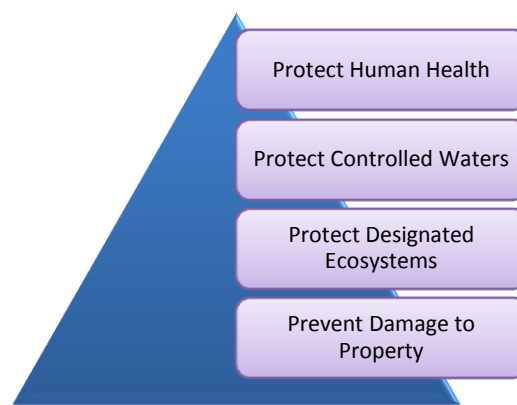 Protect Human Health
Protect Controlled Waters
Protect Designated
Ecosystems
Prevent Damage to
Property